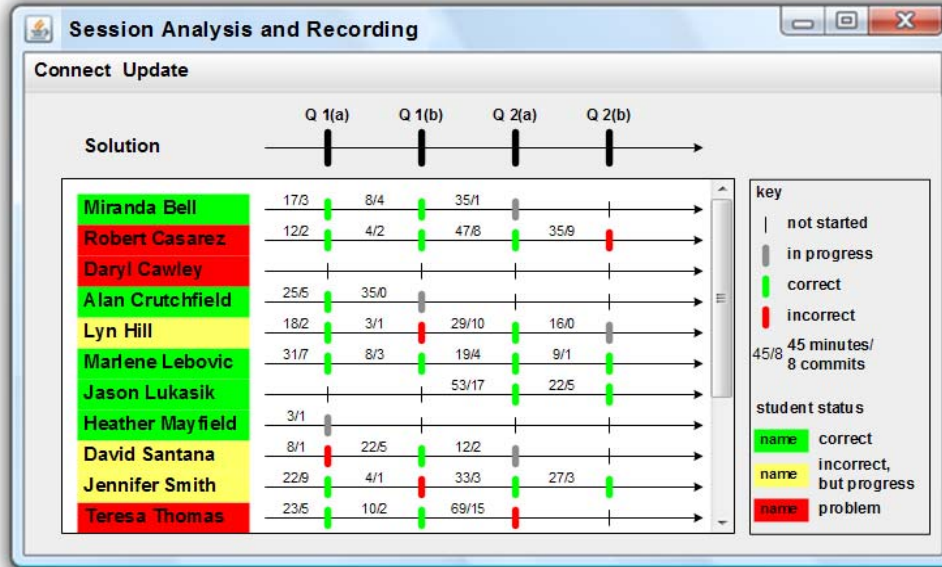 Session Analysis and Recording
Connect Update
Q 1(a) Q 1(b) Q 2(a) Q 2(b)
Solution
Miranda Bell 17/3 8/4 35/1
Robert Casarez 12/2 4/2 47/8 35/9
Daryl Cawley
Alan Crutchfield 25/5 35/0
Lyn Hill 18/2 3/1 29/10 16/0
Marlene Lebovic 31/7 8/3 19/4 9/1
Jason Lukasik 53/17 22/5
Heather Mayfield 3/1
David Santana 8/1 22/5 12/2
Jennifer Smith 22/9 4/1 33/3 27/3
Teresa Thomas 23/5 10/2 69/15
key
not started
in progress
correct
incorrect
45/8 45 minutes/
8 commits
student status
name correct
name incorrect,
but progress
name problem